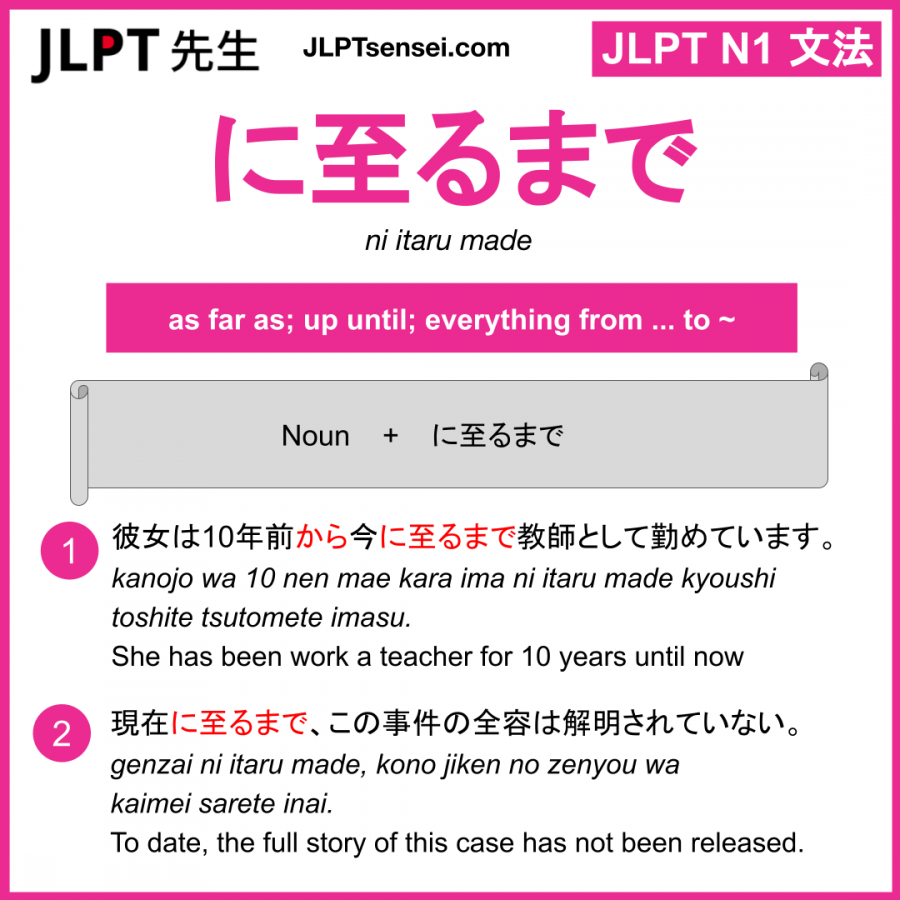 JLPT 先生
JLPTsensei.com
JLPT N1 文法
に至るまで
ni itaru made
as far as; up until; everything from ... to ~
Noun + に至るまで
1
彼女は10年前から今に至るまで教師として勤めています。
kanojo wa 10 nen mae kara ima ni itaru made kyoushi
toshite tsutomete imasu.
She has been work a teacher for 10 years until now
2
現在に至るまで、この事件の全容は解明されていない。
genzai ni itaru made, kono jiken no zenyou wa
kaimei sarete inai.
To date, the full story of this case has not been released.